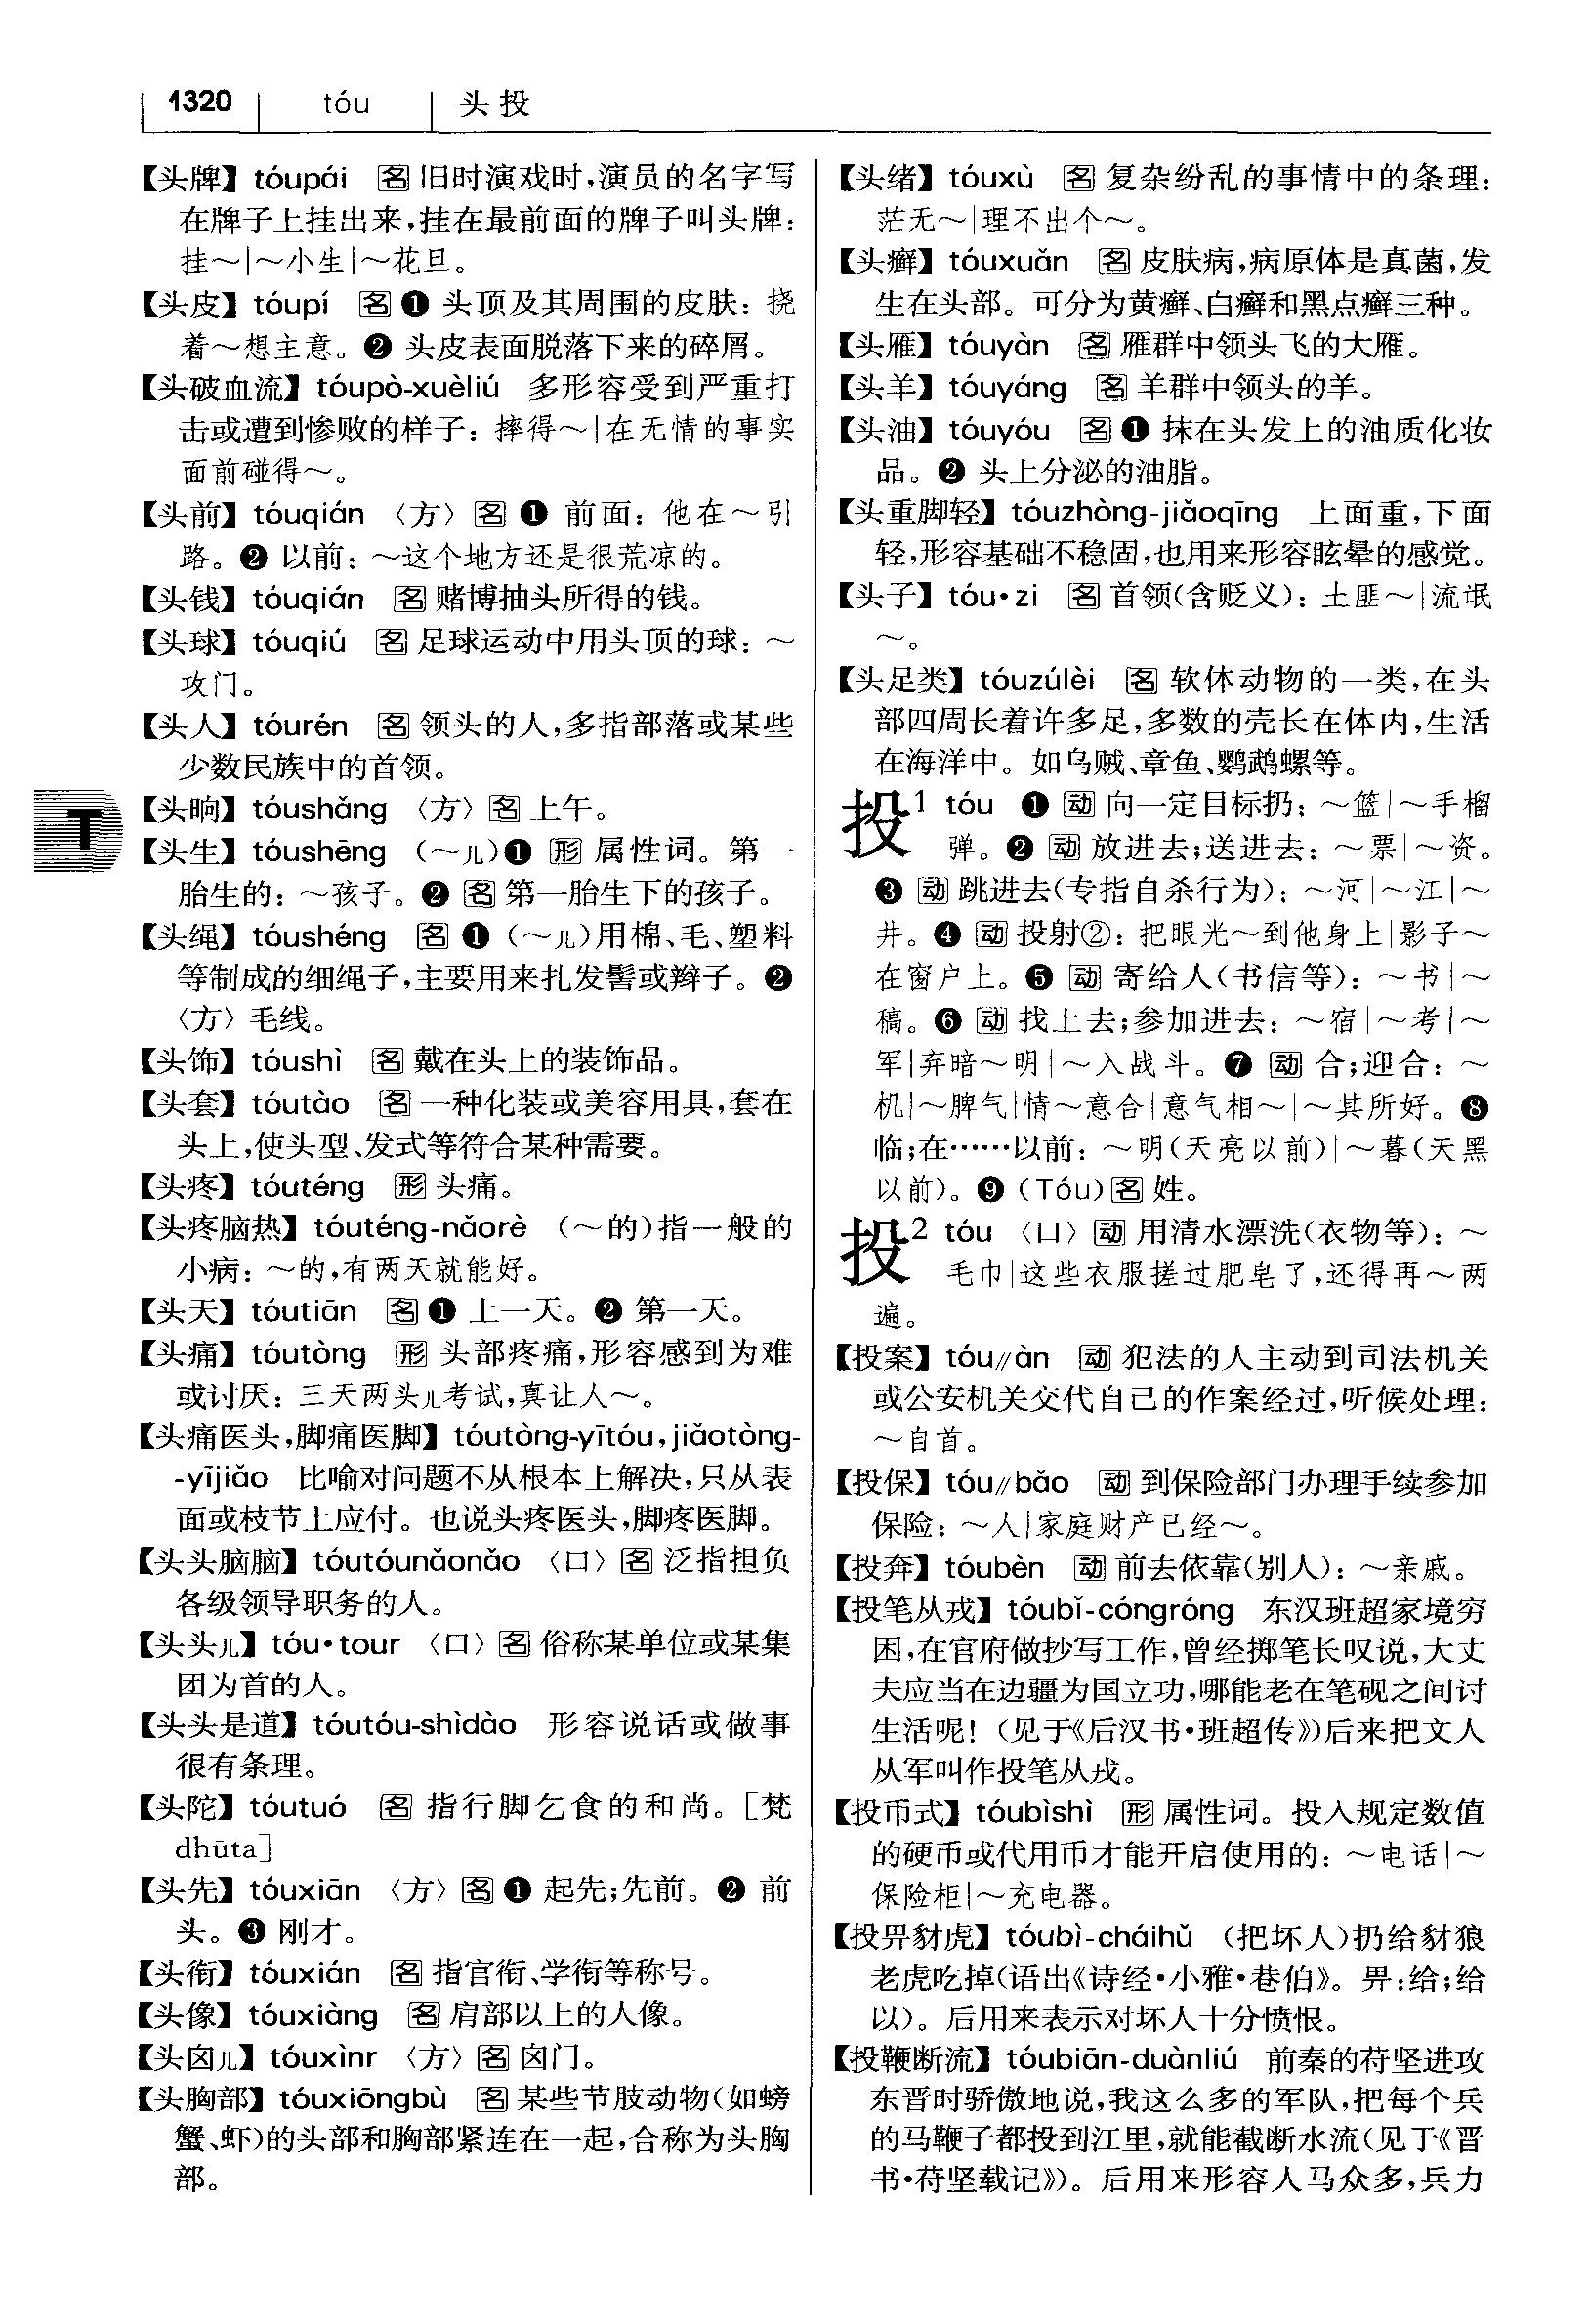 1320 tóu 头投
【头牌】 tóupái 名 旧时演戏时,演员的名字写
在牌子上挂出来,挂在最前面的牌子叫头牌:
挂～|～小生|～花旦。
【头皮】 tóupí 名 ❶ 头顶及其周围的皮肤: 挠
着～想主意。❷ 头皮表面脱落下来的碎屑。
【头破血流】 tóupò-xuèliú 多形容受到严重打
击或遭到惨败的样子: 摔得～|在无情的事实
面前碰得～。
【头前】 tóuqián 〈方〉 名 ❶ 前面: 他在～引
路。❷ 以前: ～这个地方还是很荒凉的。
【头钱】 tóuqián 名 赌博抽头所得的钱。
【头球】 tóuqiú 名 足球运动中用头顶的球: ～
攻门。
【头人】 tóurén 名 领头的人,多指部落或某些
少数民族中的首领。
【头晌】 tóushǎng 〈方〉 名 上午。
T
【头生】 tóushēng (～儿)❶ 形 属性词。第一
胎生的: ～孩子。❷ 名 第一胎生下的孩子。
【头绳】 tóushéng 名 ❶ (～儿)用棉、毛、塑料
等制成的细绳子,主要用来扎发髻或辫子。❷
〈方〉 毛线。
【头饰】 tóushì 名 戴在头上的装饰品。
【头套】 tóutào 名 一种化装或美容用具,套在
头上,使头型、发式等符合某种需要。
【头疼】 tóuténg 形 头痛。
【头疼脑热】 tóuténg-nǎorè (～的)指一般的
小病: ～的,有两天就能好。
【头天】 tóutiān 名 ❶ 上一天。❷ 第一天。
【头痛】 tóutòng 形 头部疼痛,形容感到为难
或讨厌: 三天两头儿考试,真让人～。
【头痛医头,脚痛医脚】 tóutòng-yītóu,jiǎotòng-
-yījiǎo 比喻对问题不从根本上解决,只从表
面或枝节上应付。也说头疼医头,脚疼医脚。
【头头脑脑】 tóutóunǎonǎo 〈口〉 名 泛指担负
各级领导职务的人。
【头头儿】 tóu•tour 〈口〉 名 俗称某单位或某集
团为首的人。
【头头是道】 tóutóu-shìdào 形容说话或做事
很有条理。
【头陀】 tóutuó 名 指行脚乞食的和尚。[梵
dhūta]
【头先】 tóuxiān 〈方〉 名 ❶ 起先;先前。❷ 前
头。❸ 刚才。
【头衔】 tóuxián 名 指官衔、学衔等称号。
【头像】 tóuxiàng 名 肩部以上的人像。
【头囟儿】 tóuxìnr 〈方〉 名 囟门。
【头胸部】 tóuxiōngbù 名 某些节肢动物(如螃
蟹、虾)的头部和胸部紧连在一起,合称为头胸
部。
【头绪】 tóuxù 名 复杂纷乱的事情中的条理:
茫无～|理不出个～。
【头癣】 tóuxuǎn 名 皮肤病,病原体是真菌,发
生在头部。可分为黄癣、白癣和黑点癣三种。
【头雁】 tóuyàn 名 雁群中领头飞的大雁。
【头羊】 tóuyáng 名 羊群中领头的羊。
【头油】 tóuyóu 名 ❶ 抹在头发上的油质化妆
品。❷ 头上分泌的油脂。
【头重脚轻】 tóuzhòng-jiǎoqīng 上面重,下面
轻,形容基础不稳固,也用来形容眩晕的感觉。
【头子】 tóu•zi 名 首领(含贬义): 土匪～|流氓
～。
【头足类】 tóuzúlèi 名 软体动物的一类,在头
部四周长着许多足,多数的壳长在体内,生活
在海洋中。如乌贼、章鱼、鹦鹉螺等。
投1 tóu ❶ 动 向一定目标扔: ～篮|～手榴
弹。❷ 动 放进去;送进去: ～票|～资。
❸ 动 跳进去(专指自杀行为): ～河|～江|～
井。❹ 动 投射②: 把眼光～到他身上|影子～
在窗户上。❺ 动 寄给人(书信等): ～书|～
稿。❻ 动 找上去;参加进去: ～宿|～考|～
军|弃暗～明|～入战斗。❼ 动 合;迎合: ～
机|～脾气|情～意合|意气相～|～其所好。❽
临;在……以前: ～明(天亮以前)|～暮(天黑
以前)。❾ (Tóu) 名 姓。
投2 tóu 〈口〉 动 用清水漂洗(衣物等): ～
毛巾|这些衣服搓过肥皂了,还得再～两
遍。
【投案】 tóu∥àn 动 犯法的人主动到司法机关
或公安机关交代自己的作案经过,听候处理:
～自首。
【投保】 tóu∥bǎo 动 到保险部门办理手续参加
保险: ～人|家庭财产已经～。
【投奔】 tóubèn 动 前去依靠(别人): ～亲戚。
【投笔从戎】 tóubǐ-cóngróng 东汉班超家境穷
困,在官府做抄写工作,曾经掷笔长叹说,大丈
夫应当在边疆为国立功,哪能老在笔砚之间讨
生活呢! (见于《后汉书•班超传》)后来把文人
从军叫作投笔从戎。
【投币式】 tóubìshì 形 属性词。投入规定数值
的硬币或代用币才能开启使用的: ～电话|～
保险柜|～充电器。
【投畀豺虎】 tóubì-cháihǔ (把坏人)扔给豺狼
老虎吃掉(语出《诗经•小雅•巷伯》。畀:给;给
以)。后用来表示对坏人十分愤恨。
【投鞭断流】 tóubiān-duànliú 前秦的苻坚进攻
东晋时骄傲地说,我这么多的军队,把每个兵
的马鞭子都投到江里,就能截断水流(见于《晋
书•苻坚载记》)。后用来形容人马众多,兵力